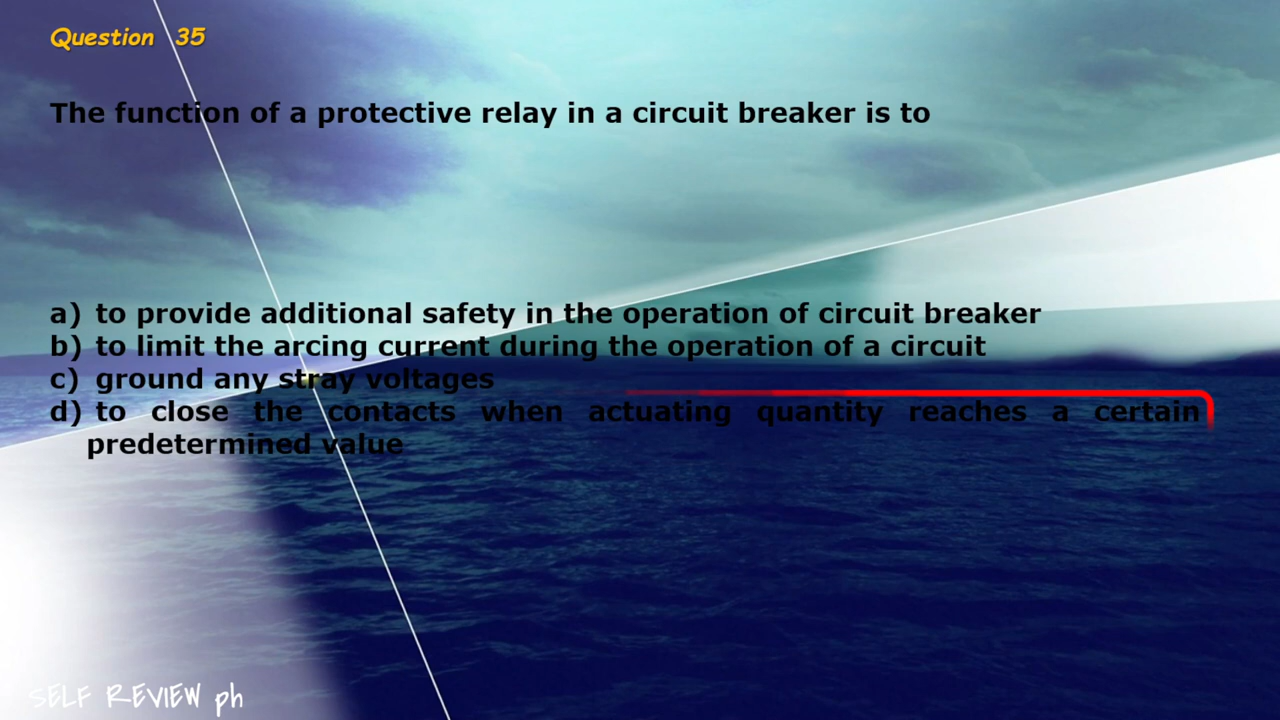 Question 35
The function of a protective relay in a circuit breaker is to
a) to provide additional safety in the operation of circuit breaker
b) to limit the arcing current during the operation of a circuit
c) ground any stray voltages
d) to close the contacts when actuating quantity reaches a certain
predetermined value
SELF REVIEW ph